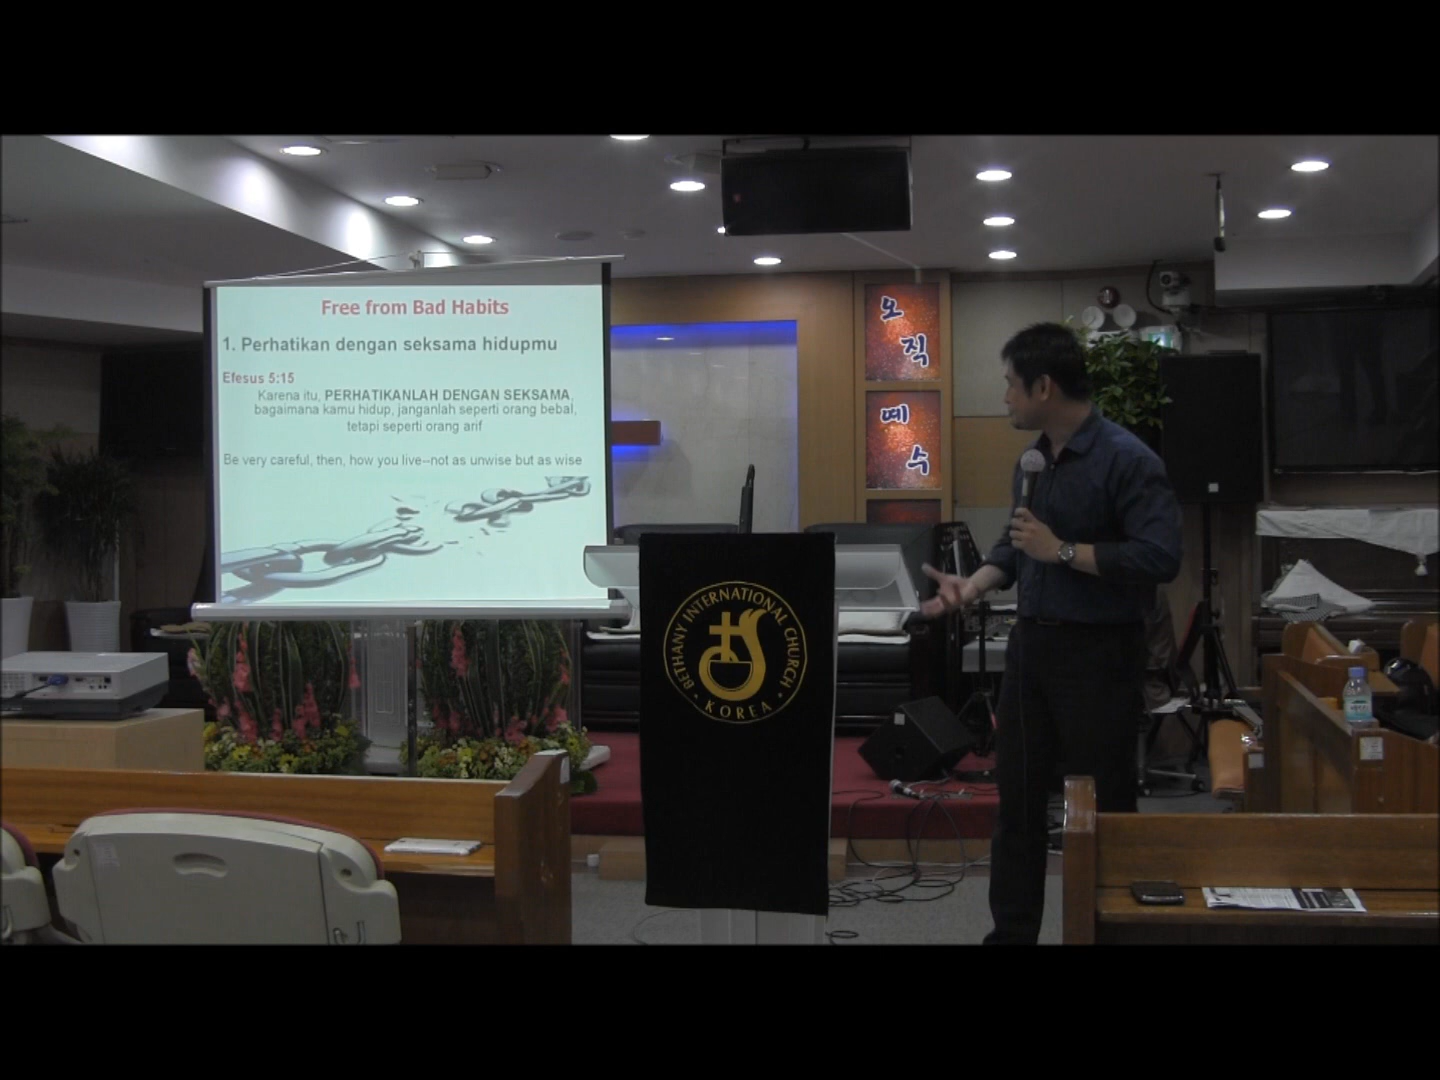 Free from Bad Habits
1. Perhatikan dengan seksama hidupmu
Efesus 5:15
Karena itu, PERHATIKANLAH DENGAN SEKSAMA,
bagaimana kamu hidup, janganlah seperti orang bebal,
tetapi seperti orang arif
Be very careful, then, how you live--not as unwise but as wise
오
직
예
수
BETHANY INTERNATIONAL CHURCH
• KOREA •